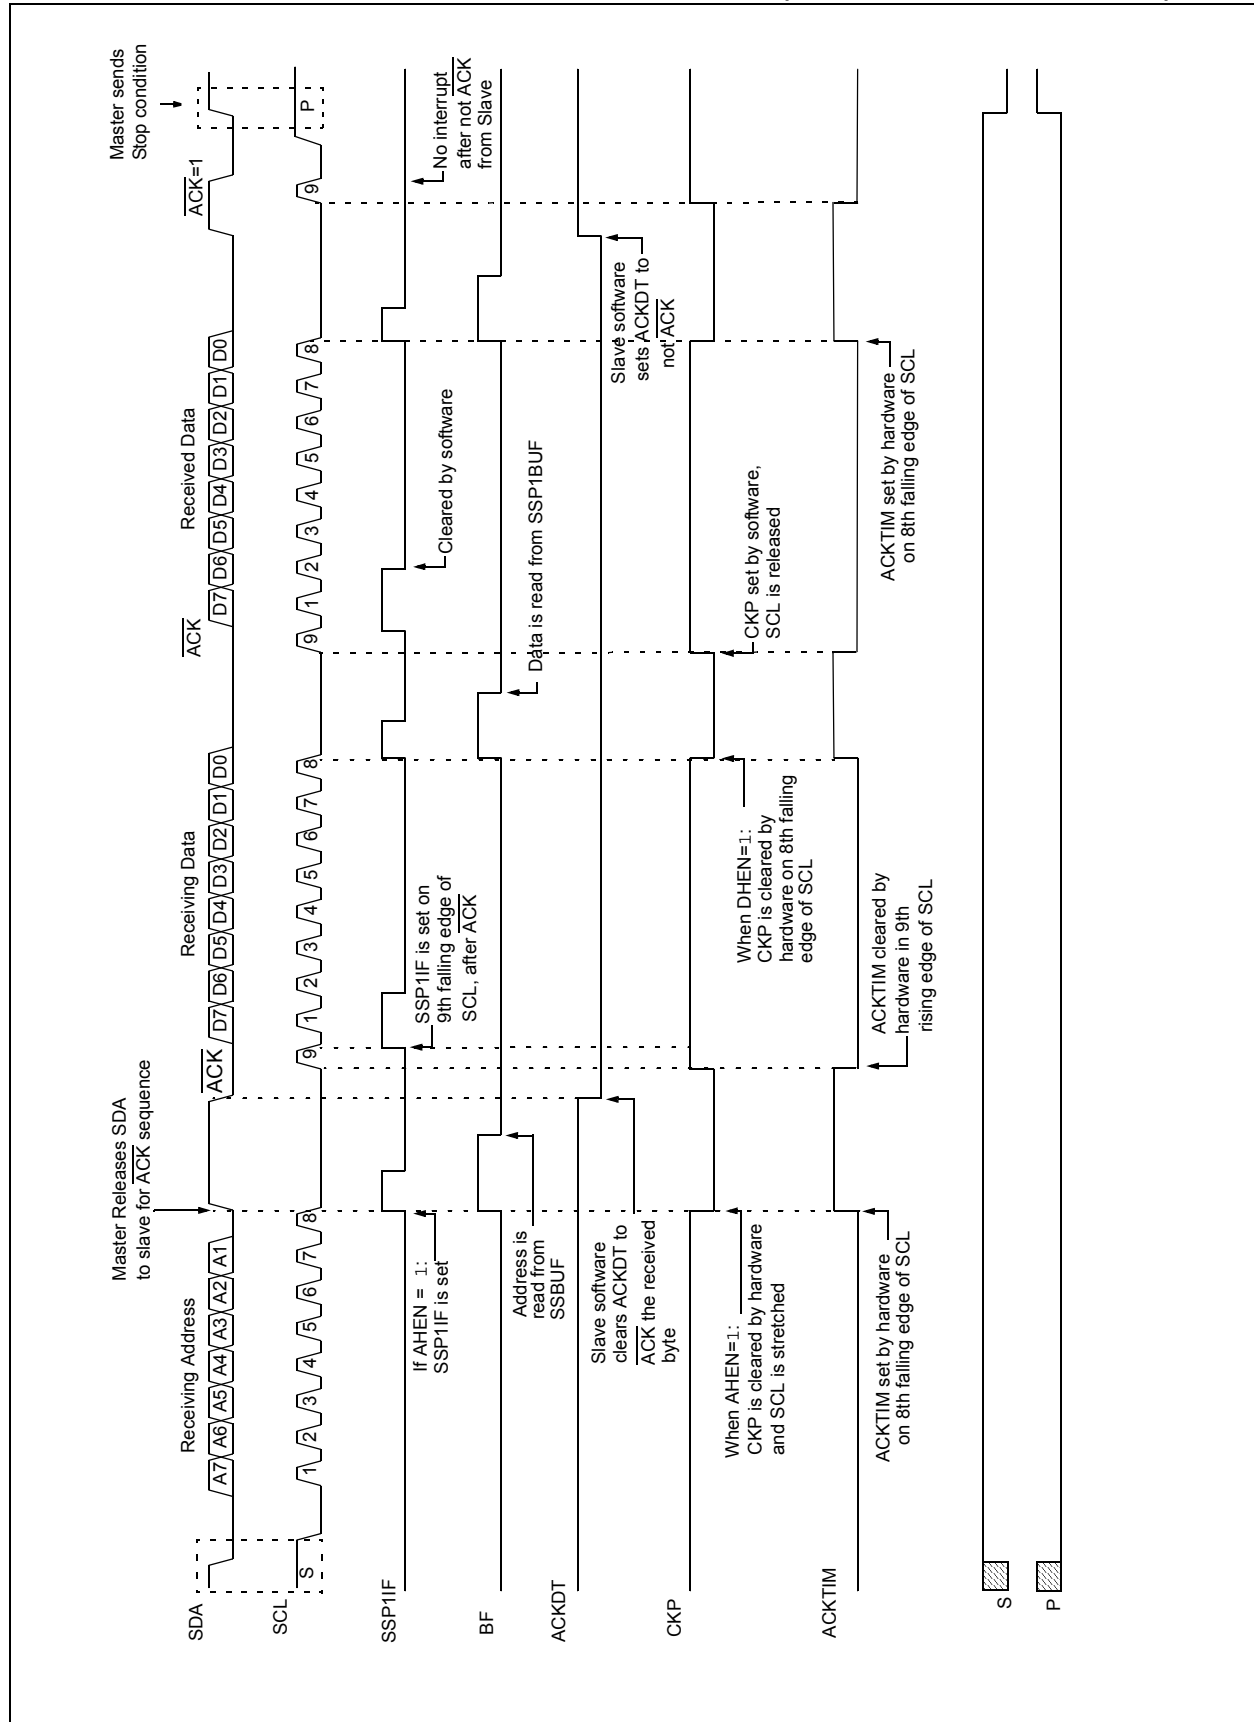 Master Releases SDA
to slave for ACK sequence
Master sends
Stop condition
Receiving Address
ACK
Receiving Data
ACK
Received Data
ACK=1
SDA
A7 A6 A5 A4 A3 A2 A1
D7 D6 D5 D4 D3 D2 D1 D0
D7 D6 D5 D4 D3 D2 D1 D0
SCL
S
1 2 3 4 5 6 7 8
9
1 2 3 4 5 6 7 8
9
1 2 3 4 5 6 7 8
9
P
SSP1IF
If AHEN = 1:
SSP1IF is set
SSP1IF is set on
9th falling edge of
SCL, after ACK
Cleared by software
No interrupt
after not ACK
from Slave
BF
Address is
read from
SSBUF
Data is read from SSP1BUF
ACKDT
Slave software
clears ACKDT to
ACK the received
byte
Slave software
sets ACKDT to
not ACK
CKP
When AHEN=1:
CKP is cleared by hardware
and SCL is stretched
When DHEN=1:
CKP is cleared by
hardware on 8th falling
edge of SCL
CKP set by software,
SCL is released
ACKTIM
ACKTIM set by hardware
on 8th falling edge of SCL
ACKTIM cleared by
hardware in 9th
rising edge of SCL
ACKTIM set by hardware
on 8th falling edge of SCL
S
P